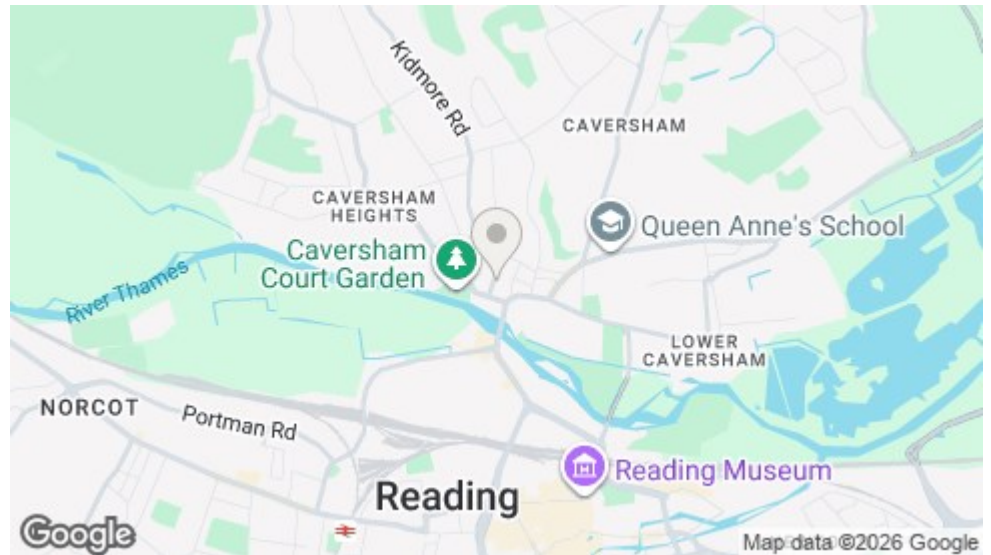 Kidmore Rd
CAVERSHAM
CAVERSHAM
HEIGHTS
Queen Anne's School
Caversham
Court Garden
River Thames
LOWER
CAVERSHAM
NORCOT
Portman Rd
Reading Museum
Reading
Google
Map data ©2026 Google